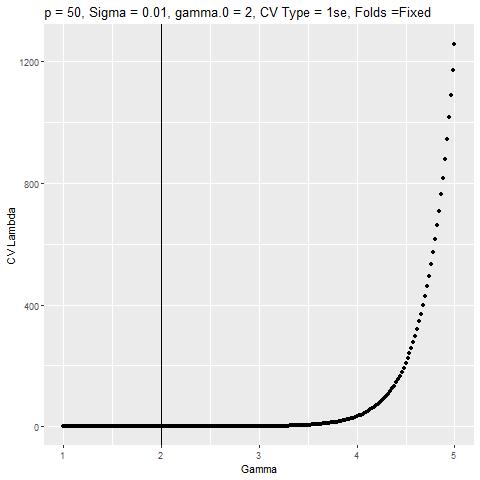 p = 50, Sigma = 0.01, gamma.0 = 2, CV Type = 1se, Folds =Fixed
1200
800
400
0
CV Lambda
1 2 3 4 5
Gamma